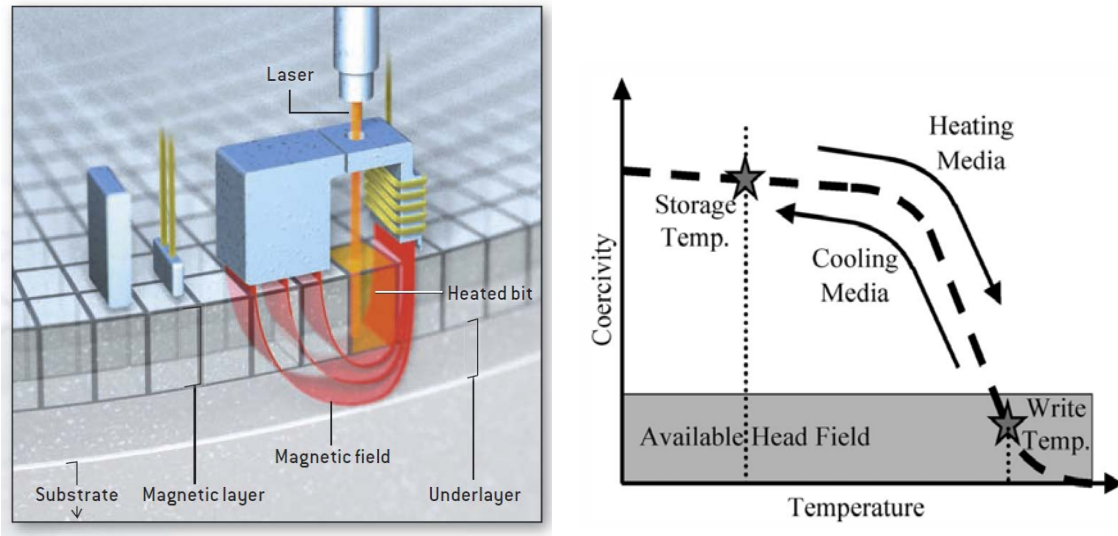 Laser
Heated bit
Magnetic field
Substrate
Magnetic layer
Underlayer
Heating
Media
Storage
Temp.
Cooling
Media
Coercivity
Available Head Field
Write
Temp.
Temperature